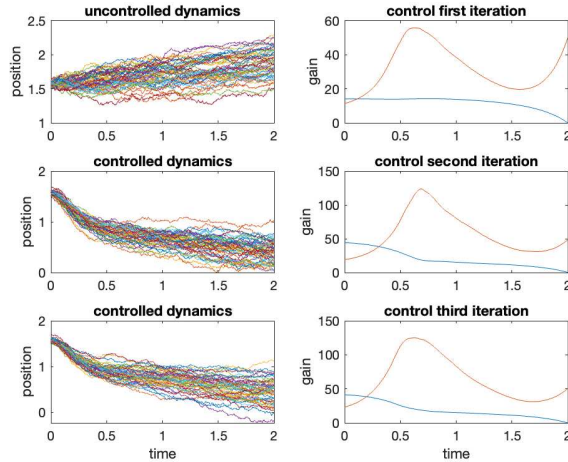 uncontrolled dynamics
position
2.5
2
1.5
1
0 0.5 1 1.5 2
control first iteration
gain
60
40
20
0
0 0.5 1 1.5 2
controlled dynamics
position
2
1
0
0 0.5 1 1.5 2
control second iteration
gain
150
100
50
0
0 0.5 1 1.5 2
controlled dynamics
position
2
1
0
0 0.5 1 1.5 2
time
control third iteration
gain
150
100
50
0
0 0.5 1 1.5 2
time